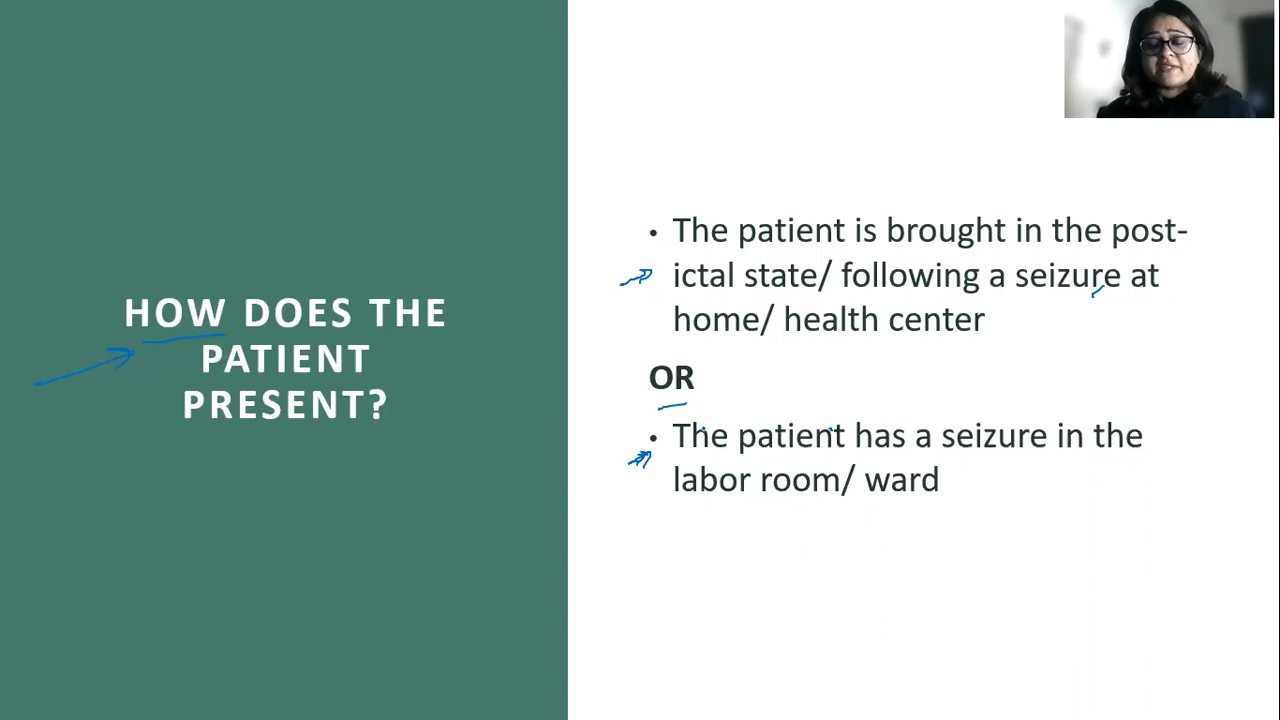 HOW DOES THE
PATIENT
PRESENT?
• The patient is brought in the post-
ictal state/ following a seizure at
home/ health center
OR
• The patient has a seizure in the
labor room/ ward